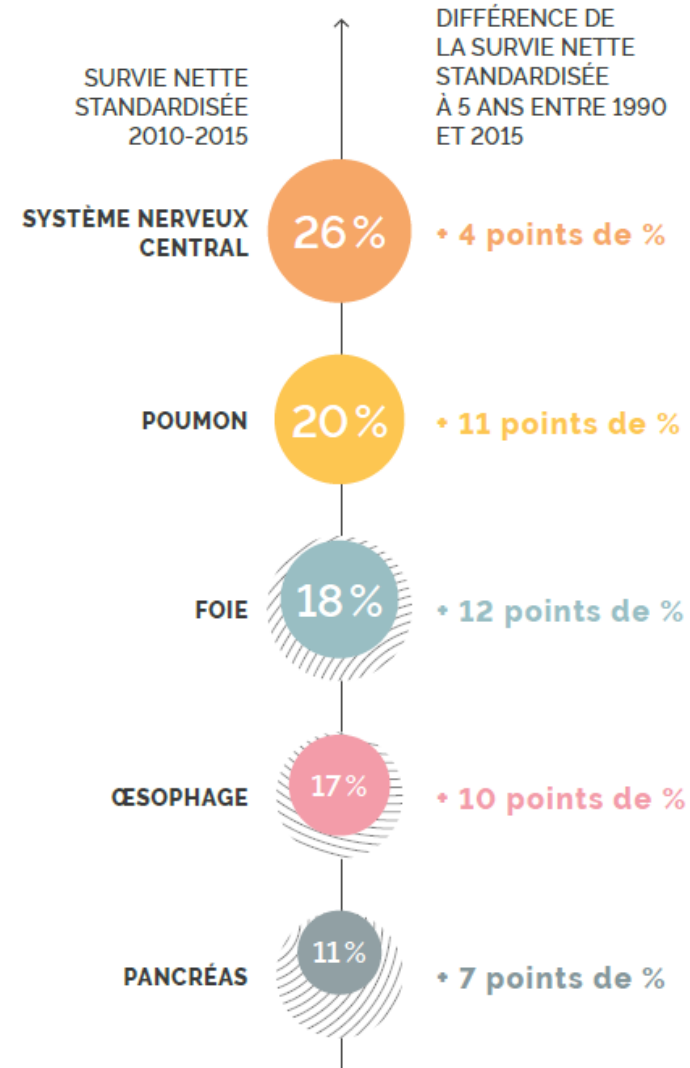 SURVIE NETTE
STANDARDISÉE
2010-2015
DIFFÉRENCE DE
LA SURVIE NETTE
STANDARDISÉE
À 5 ANS ENTRE 1990
ET 2015
SYSTÈME NERVEUX
CENTRAL
26 %
+ 4 points de %
POUMON
20 %
+ 11 points de %
FOIE
18 %
+ 12 points de %
ŒSOPHAGE
17 %
+ 10 points de %
PANCRÉAS
11 %
+ 7 points de %